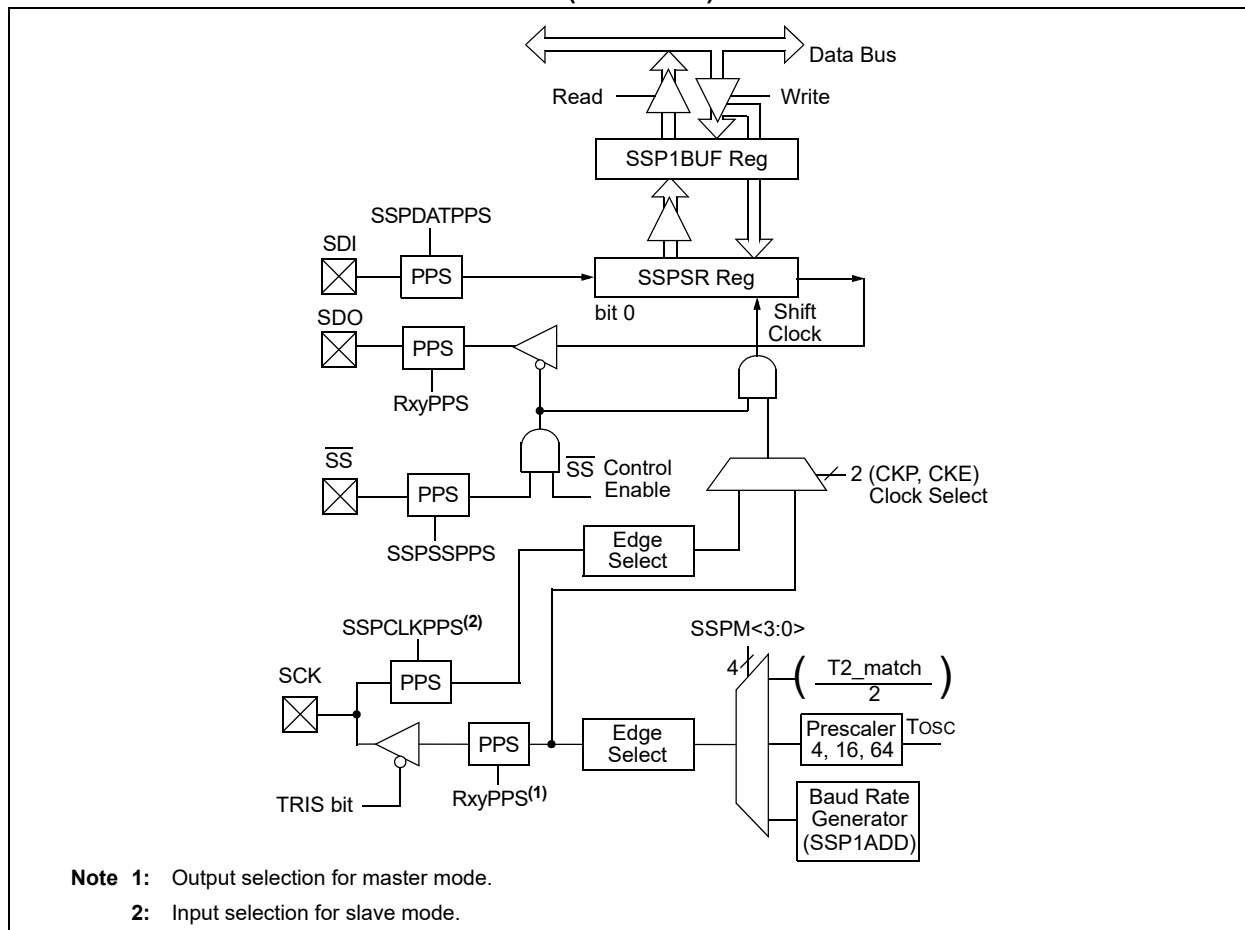 Data Bus
Read
Write
SSP1BUF Reg
SSPDATPPS
SDI
PPS
SSPSR Reg
bit 0
Shift
Clock
SDO
PPS
RxyPPS
SS
PPS
SS Control
Enable
2 (CKP, CKE)
Clock Select
SSPSSPPS
Edge
Select
SSPCLKPPS(2)
SSPM<3:0>
4
SCK
PPS
( T2_match
2 )
PPS
Edge
Select
Prescaler
4, 16, 64
TOSC
TRIS bit
RxyPPS(1)
Baud Rate
Generator
(SSP1ADD)
Note 1: Output selection for master mode.
2: Input selection for slave mode.